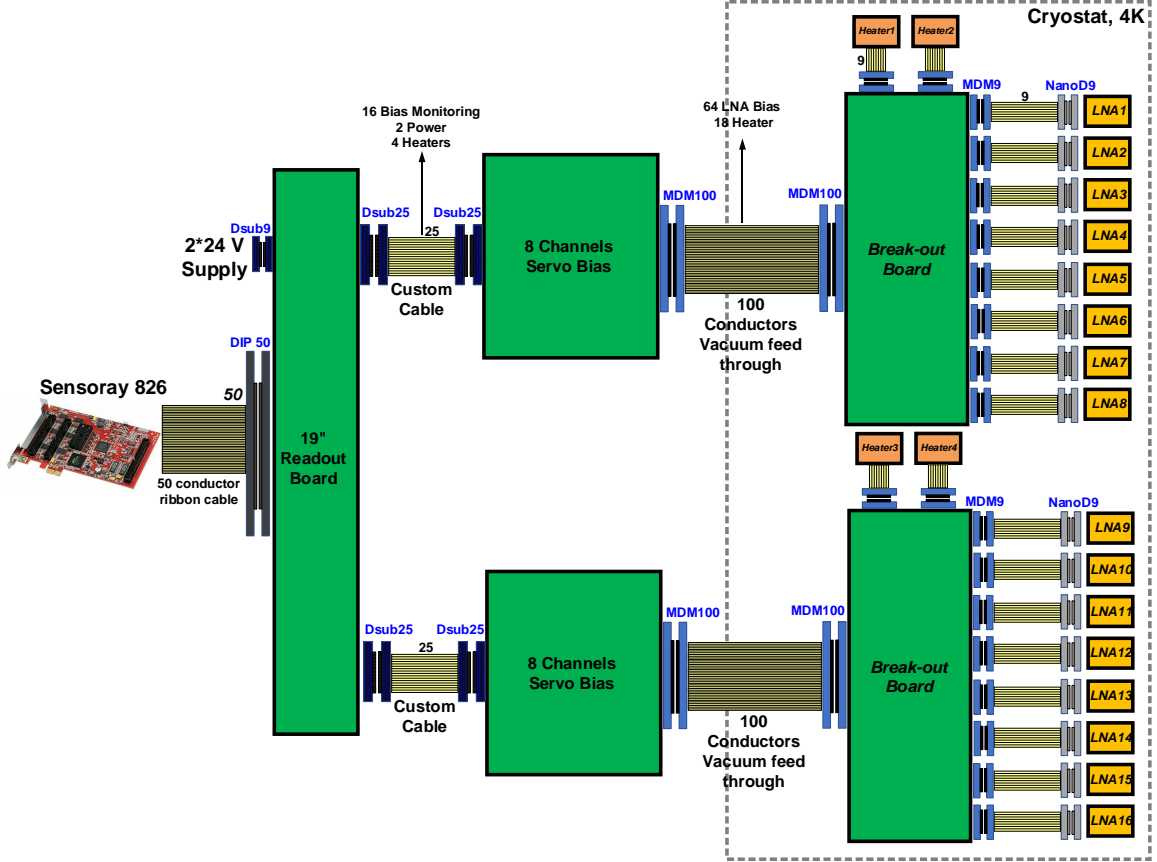 Cryostat, 4K
Heater1
Heater2
9
MDM9
NanoD9
9
LNA1
LNA2
LNA3
LNA4
LNA5
LNA6
LNA7
LNA8
16 Bias Monitoring
2 Power
4 Heaters
64 LNA Bias
18 Heater
Dsub9
2*24 V
Supply
Dsub25
Dsub25
25
Custom
Cable
8 Channels
Servo Bias
MDM100
MDM100
100
Conductors
Vacuum feed
through
Break-out
Board
DIP 50
Sensoray 826
50
50 conductor
ribbon cable
19"
Readout
Board
Heater3
Heater4
MDM9
NanoD9
LNA9
LNA10
LNA11
LNA12
LNA13
LNA14
LNA15
LNA16
Dsub25
Dsub25
25
Custom
Cable
8 Channels
Servo Bias
MDM100
MDM100
100
Conductors
Vacuum feed
through
Break-out
Board